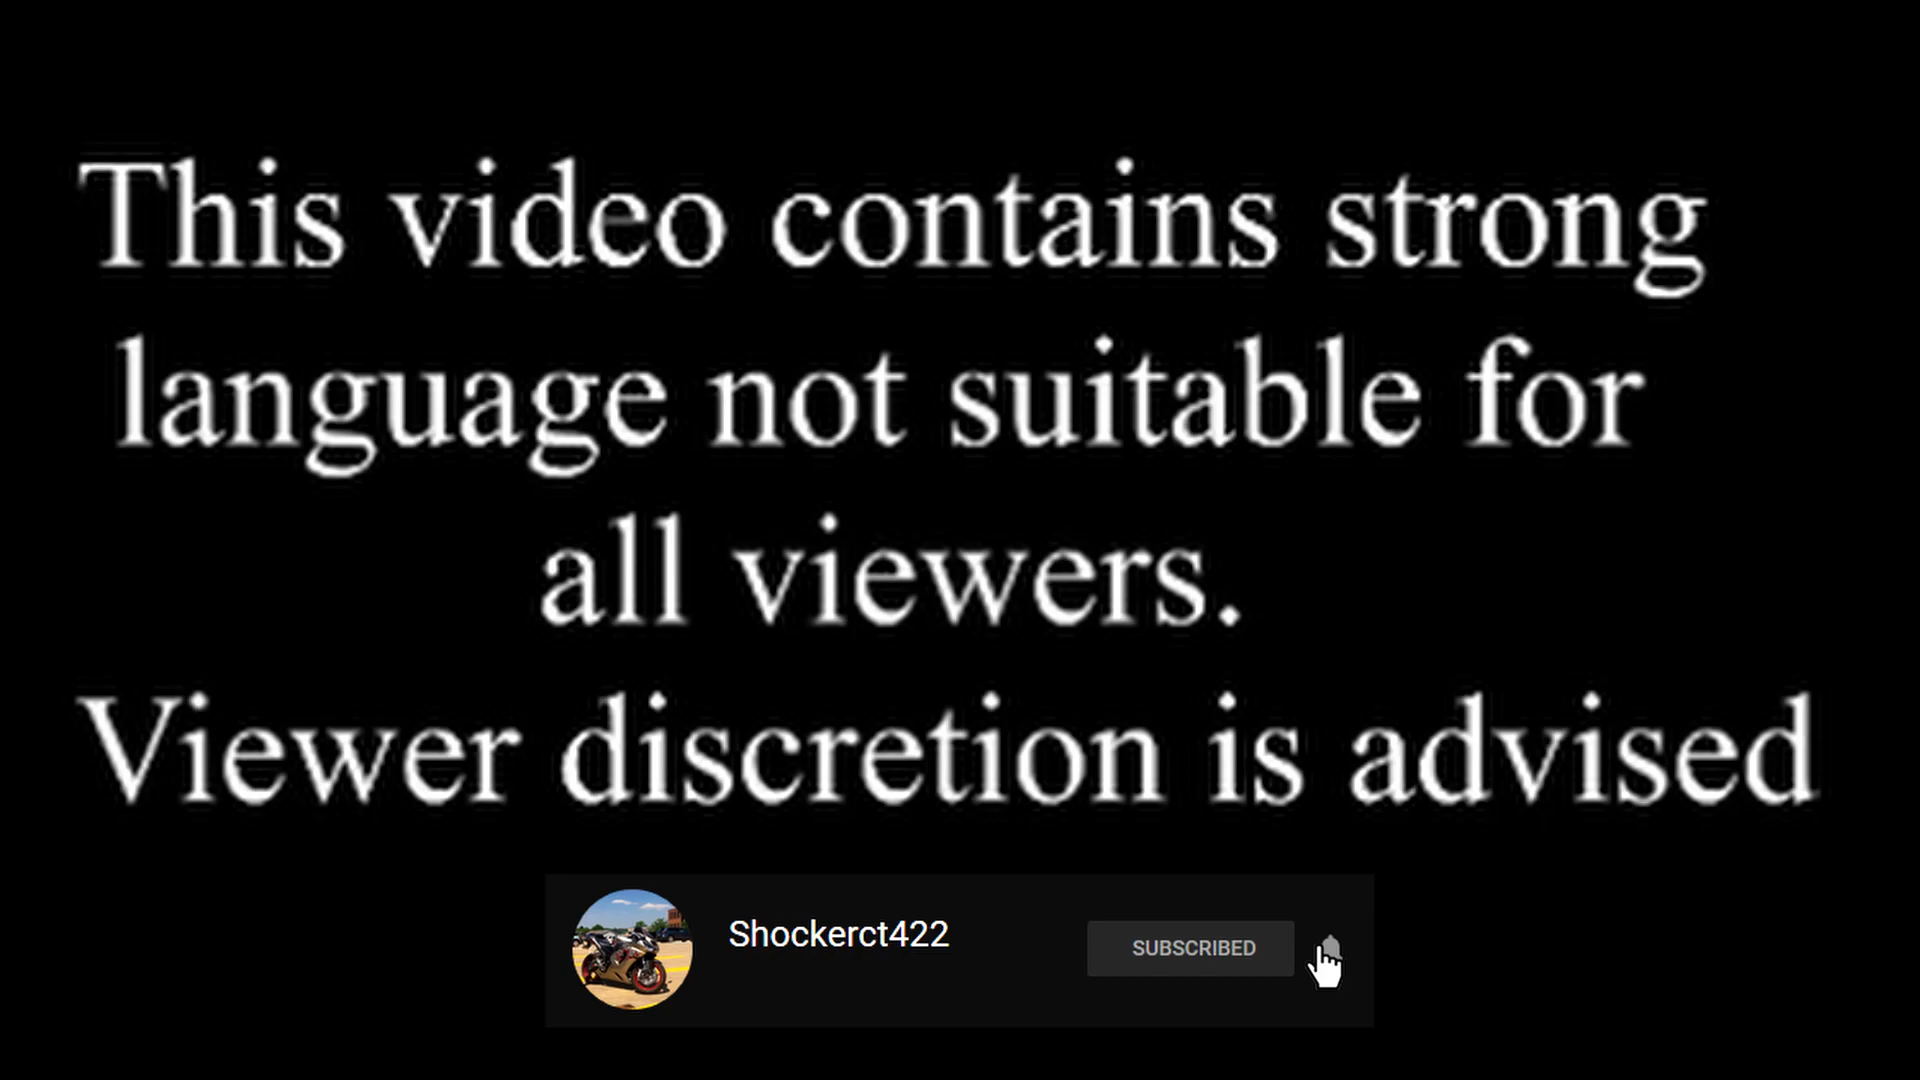 This video contains strong
language not suitable for
all viewers.
Viewer discretion is advised
Shockerct422
SUBSCRIBED